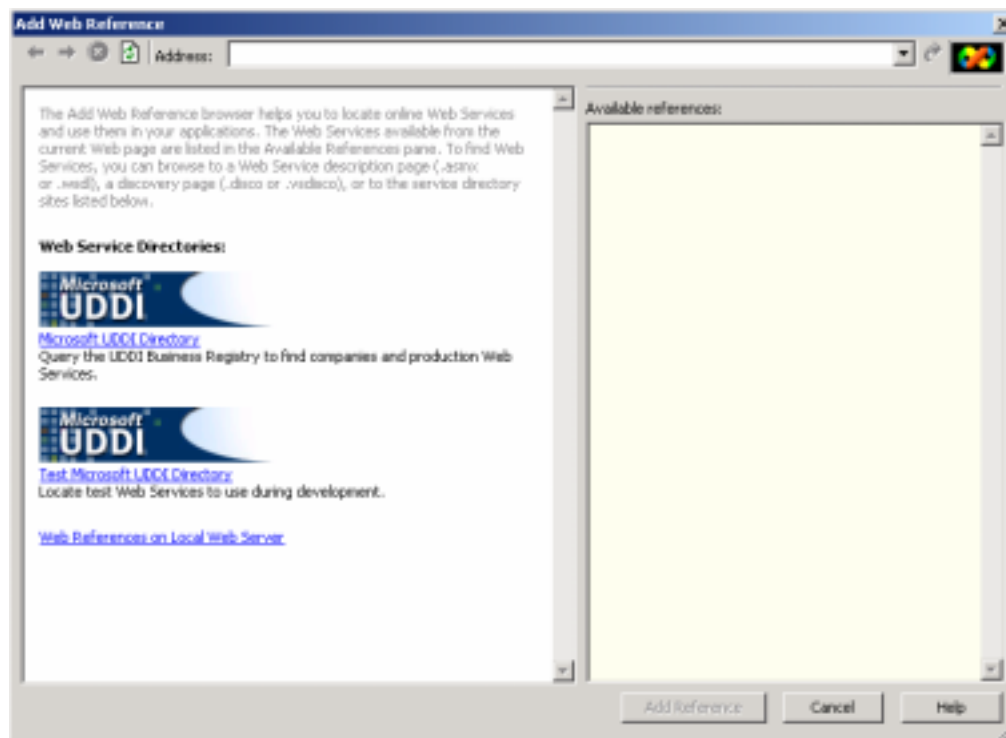 Add Web Reference
Address:
The Add Web Reference browser helps you to locate online Web Services
and use them in your applications. The Web Services available from the
current Web page are listed in the Available References pane. To find Web
Services, you can browse to a Web Service description page (.asmx
or .wsdl), a discovery page (.disco or .vsdisco), or to the service directory
sites listed below.
Web Service Directories:
Microsoft
UDDI
Microsoft UDDI Directory
Query the UDDI Business Registry to find companies and production Web
Services.
Microsoft
UDDI
Test Microsoft UDDI Directory
Locate test Web Services to use during development.
Web References on Local Web Server
Available references:
Add Reference
Cancel
Help